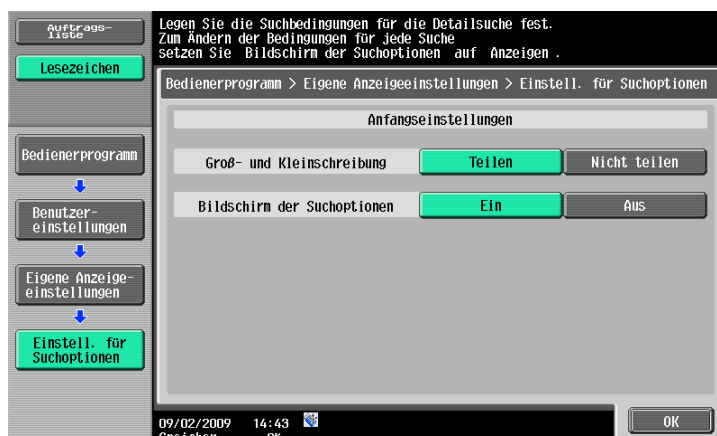 Auftrags-
liste
Lesezeichen
Bedienerprogramm
Benutzer-
einstellungen
Eigene Anzeige-
einstellungen
Einstell. für
Suchoptionen
Legen Sie die Suchbedingungen für die Detailsuche fest.
Zum Ändern der Bedingungen für jede Suche
setzen Sie Bildschirm der Suchoptionen auf Anzeigen .
Bedienerprogramm > Eigene Anzeigeeinstellungen > Einstell. für Suchoptionen
Anfangseinstellungen
Groß- und Kleinschreibung Teilen Nicht teilen
Bildschirm der Suchoptionen Ein Aus
09/02/2009 14:43
OK